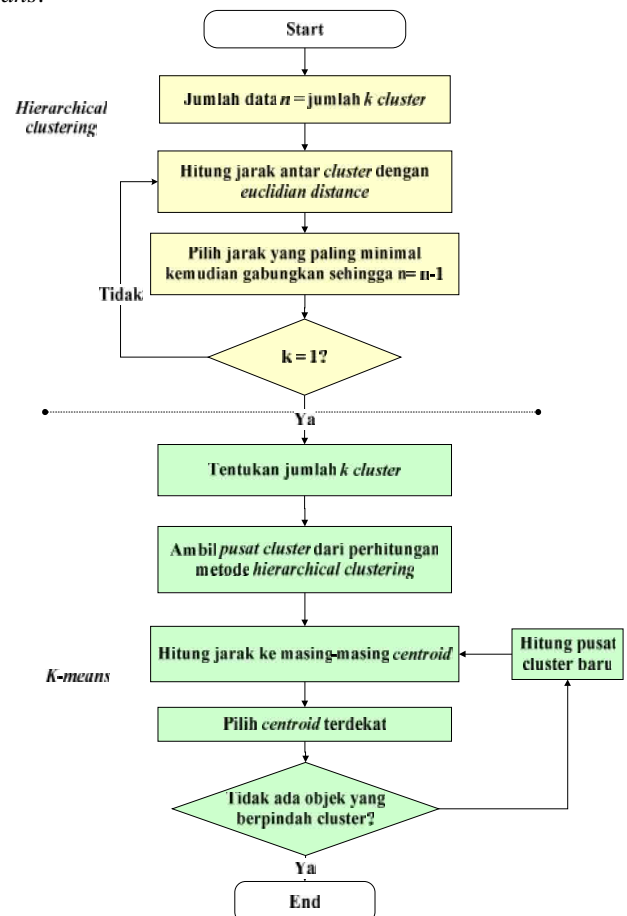 Start
Jumlah data n = jumlah k cluster
Hierarchical
clustering
Hitung jarak antar cluster dengan
euclidian distance
Pilih jarak yang paling minimal
kemudian gabungkan sehingga n= n-1
Tidak
k = 1?
Ya
Tentukan jumlah k cluster
Ambil pusat cluster dari perhitungan
metode hierarchical clustering
Hitung jarak ke masing-masing centroid
Hitung pusat
cluster baru
K-means
Pilih centroid terdekat
Tidak ada objek yang
berpindah cluster?
Ya
End